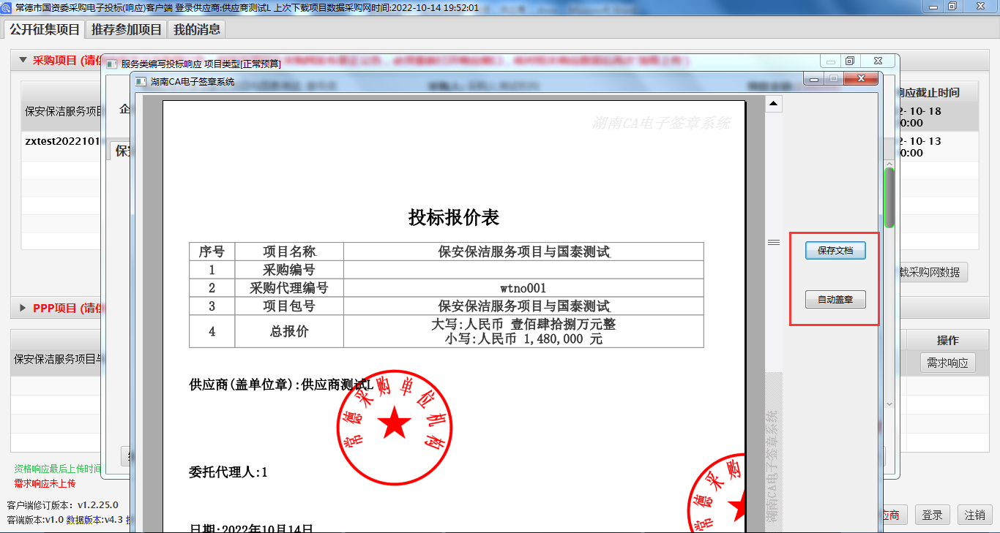 常德市国资委采购电子投标(响应)客户端 登录供应商:供应商测试L 上次下载项目数据采购网时间:2022-10-14 19:52:01
公开征集项目 推荐参加项目 我的消息
采购项目 (请供
服务类编写投标响应 项目类型[正常预算]
湖南CA电子签章系统
保安保洁服务项目
zxtest2022101
企
保安
响应截止时间
2-10-18
0:00
2-10-13
0:00
湖南CA电子签章系统
投标报价表
序号 项目名称 保安保洁服务项目与国泰测试
1 采购编号
2 采购代理编号 wtno001
3 项目包号 保安保洁服务项目与国泰测试
4 总报价 大写:人民币 壹佰肆拾捌万元整
小写:人民币 1,480,000 元
供应商(盖单位章):供应商测试L
常德采购单位机构
委托代理人:1
常德采购
日期:2022年10月14日
湖南CA电子签章系统
保存文档
自动盖章
载采购网数据
PPP项目 (请供
操作
保安保洁服务项目与
需求响应
资格响应最后上传时间
需求响应未上传
客户端修订版本: v1.2.25.0
客端版本:v1.0 数据版本:v4.3
应商 登录 注销